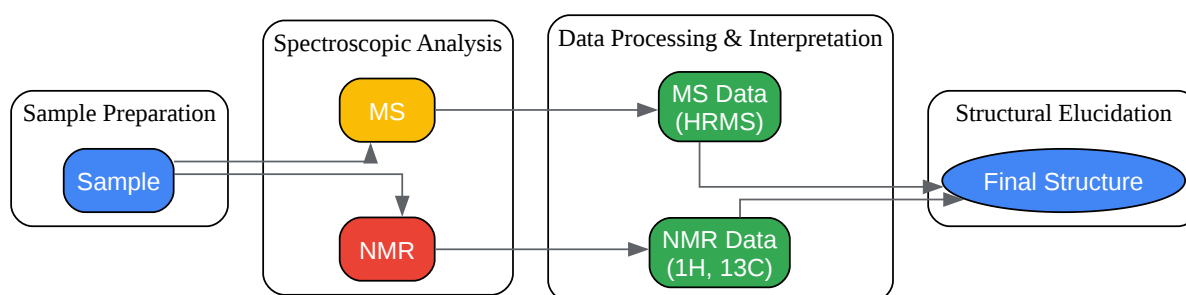 Sample Preparation
Sample
Spectroscopic Analysis
MS
NMR
Data Processing & Interpretation
MS Data
(HRMS)
NMR Data
(1H, 13C)
Structural Elucidation
Final Structure